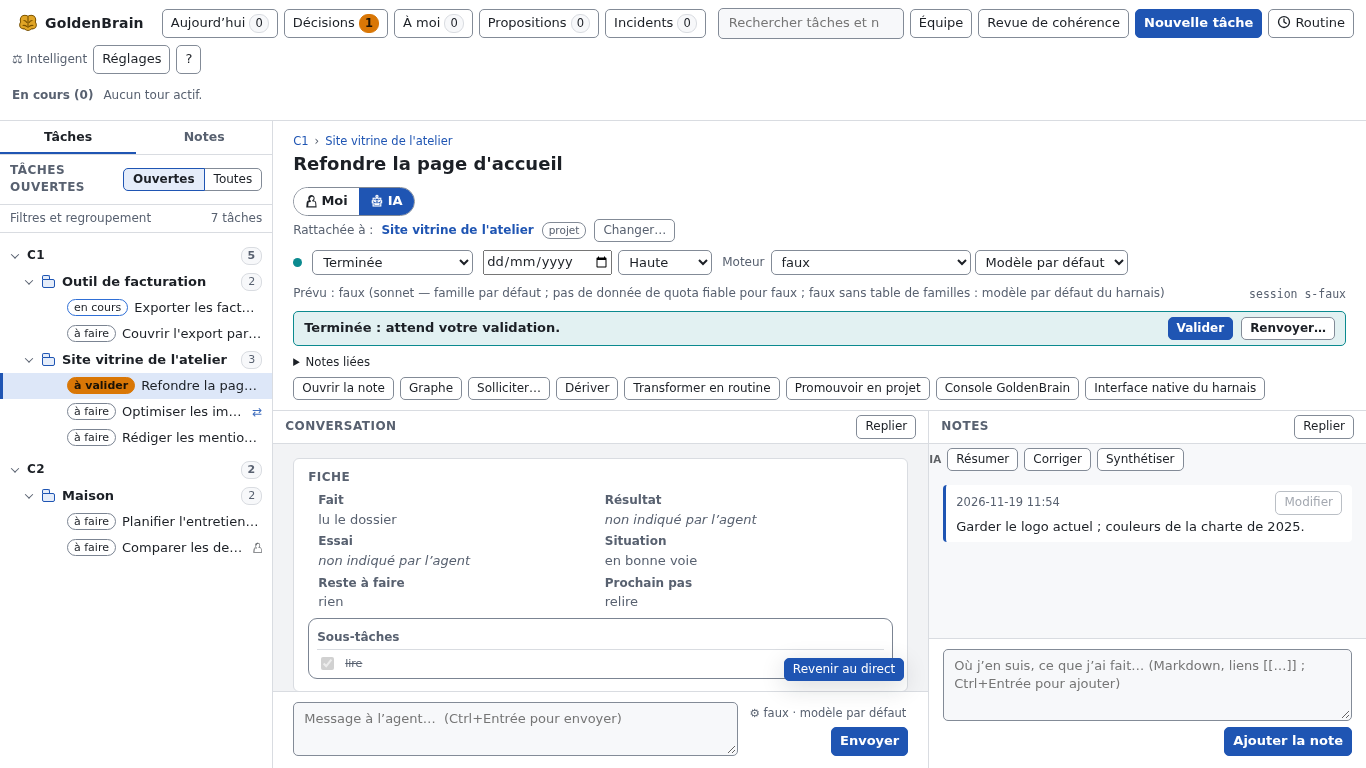 GoldenBrain
Aujourd’hui 0
Décisions 1
À moi 0
Propositions 0
Incidents 0
Rechercher tâches et n
Équipe
Revue de cohérence
Nouvelle tâche
Routine
Intelligent
Réglages
?
En cours (0) Aucun tour actif.
Tâches
Notes
TÂCHES OUVERTES
Ouvertes
Toutes
Filtres et regroupement
7 tâches
C1 5
Outil de facturation 2
en cours Exporter les fact…
à faire Couvrir l'export par…
Site vitrine de l'atelier 3
à valider Refondre la pag…
à faire Optimiser les im…
à faire Rédiger les mentio…
C2 2
Maison 2
à faire Planifier l'entretien…
à faire Comparer les de…
C1 › Site vitrine de l'atelier
Refondre la page d'accueil
Moi
IA
Rattachée à : Site vitrine de l'atelier projet Changer…
Terminée
dd/mm/yyyy
Haute
Moteur
faux
Modèle par défaut
Prévu : faux (sonnet — famille par défaut ; pas de donnée de quota fiable pour faux ; faux sans table de familles : modèle par défaut du harnais)
session s-faux
Terminée : attend votre validation.
Valider
Renvoyer…
Notes liées
Ouvrir la note
Graphe
Solliciter…
Dériver
Transformer en routine
Promouvoir en projet
Console GoldenBrain
Interface native du harnais
CONVERSATION
Replier
FICHE
Fait
lu le dossier
Résultat
non indiqué par l’agent
Essai
non indiqué par l’agent
Situation
en bonne voie
Reste à faire
rien
Prochain pas
relire
Sous-tâches
lire
Revenir au direct
Message à l’agent… (Ctrl+Entrée pour envoyer)
faux · modèle par défaut
Envoyer
NOTES
Replier
IA
Résumer
Corriger
Synthétiser
2026-11-19 11:54
Modifier
Garder le logo actuel ; couleurs de la charte de 2025.
Où j’en suis, ce que j’ai fait… (Markdown, liens [[…]] ;
Ctrl+Entrée pour ajouter)
Ajouter la note